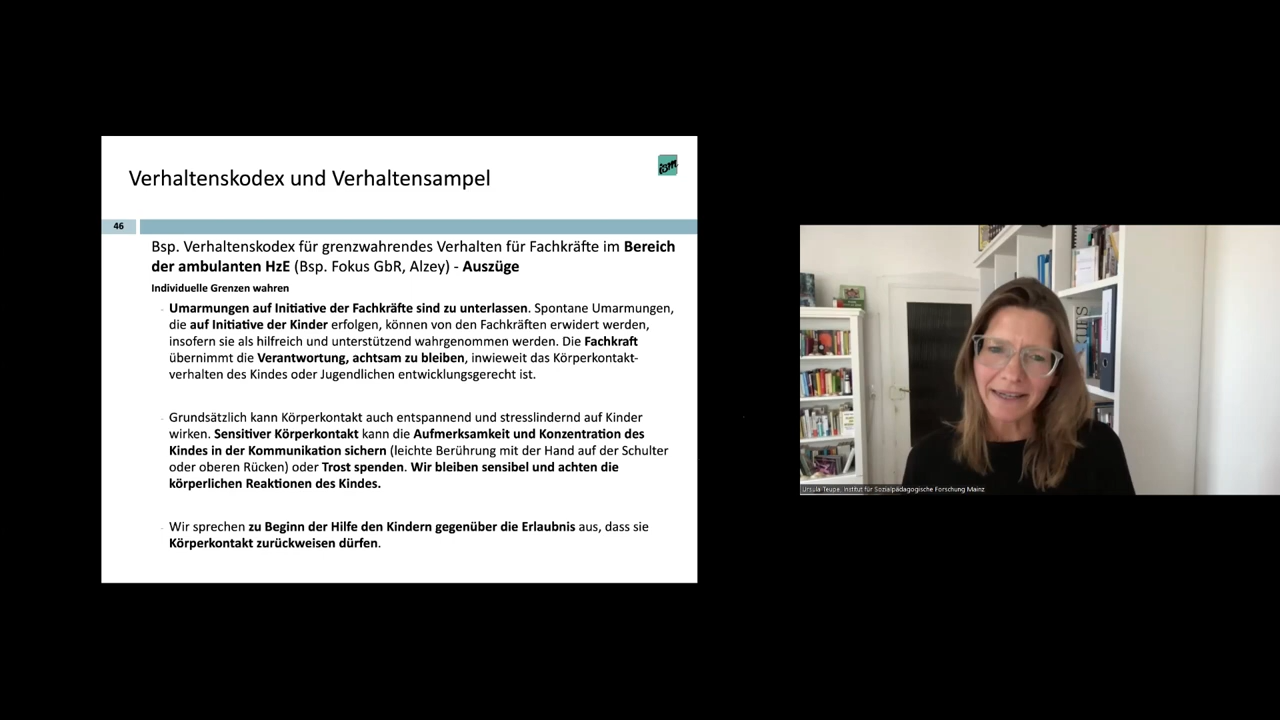 Verhaltenskodex und Verhaltensampel
ism
46
Bsp. Verhaltenskodex für grenzwahrendes Verhalten für Fachkräfte im Bereich
der ambulanten HzE (Bsp. Fokus GbR, Alzey) - Auszüge
Individuelle Grenzen wahren
- Umarmungen auf Initiative der Fachkräfte sind zu unterlassen. Spontane Umarmungen,
die auf Initiative der Kinder erfolgen, können von den Fachkräften erwidert werden,
insofern sie als hilfreich und unterstützend wahrgenommen werden. Die Fachkraft
übernimmt die Verantwortung, achtsam zu bleiben, inwieweit das Körperkontakt-
verhalten des Kindes oder Jugendlichen entwicklungsgerecht ist.
- Grundsätzlich kann Körperkontakt auch entspannend und stresslindernd auf Kinder
wirken. Sensitiver Körperkontakt kann die Aufmerksamkeit und Konzentration des
Kindes in der Kommunikation sichern (leichte Berührung mit der Hand auf der Schulter
oder oberen Rücken) oder Trost spenden. Wir bleiben sensibel und achten die
körperlichen Reaktionen des Kindes.
- Wir sprechen zu Beginn der Hilfe den Kindern gegenüber die Erlaubnis aus, dass sie
Körperkontakt zurückweisen dürfen.
Ursula Teupe, Institut für Sozialpädagogische Forschung Mainz